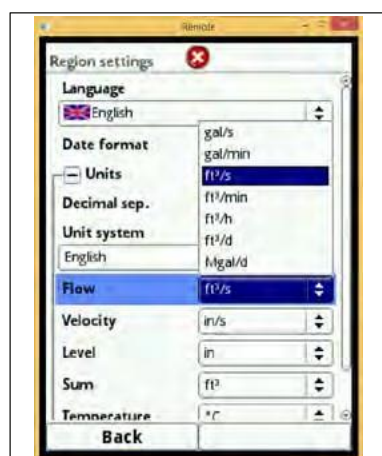 Remote
Region settings
Language
English
Date format
gal/s
gal/min
Units
ft³/s
Decimal sep.
ft³/min
ft³/h
Unit system
ft³/d
English
Mgal/d
Flow
ft³/s
Velocity
in/s
Level
in
Sum
ft³
Temperature
°C
Back